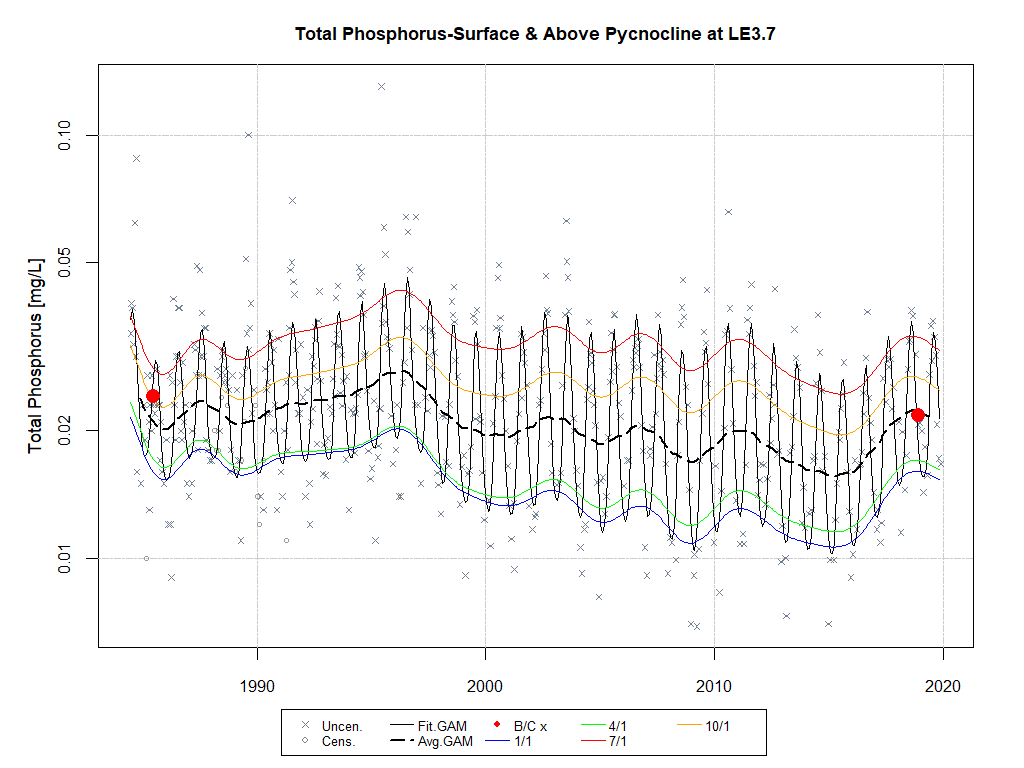 Total Phosphorus-Surface & Above Pycnocline at LE3.7
Total Phosphorus [mg/L]
0.10
0.05
0.02
0.01
1990 2000 2010 2020
Uncen. Fit.GAM B/C x 4/1 10/1
Cens. Avg.GAM 1/1 7/1